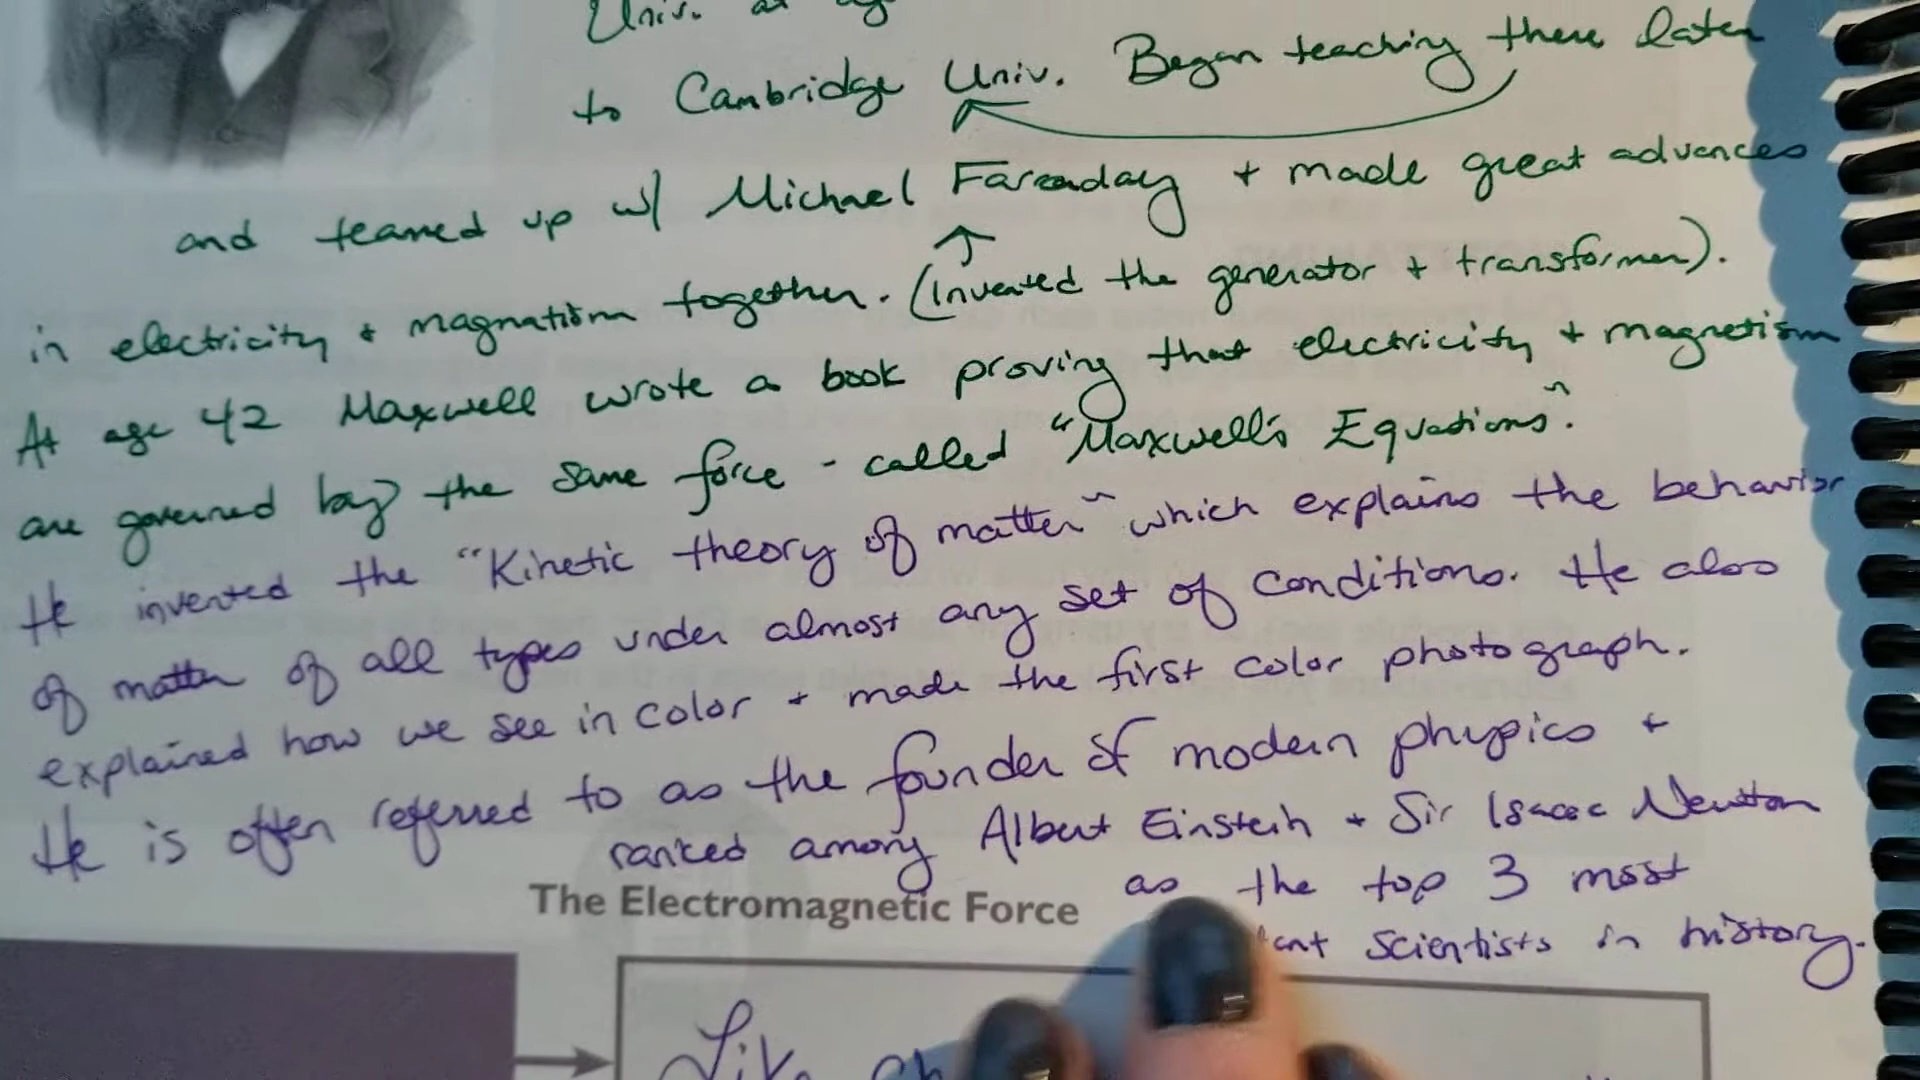 Univ. at ag
to Cambridge Univ. Began teaching there later
and teamed up w/ Michael Faraday + made great advances
in electricity + magnatism together. (Invented the generator + transformer).
At age 42 Maxwell wrote a book proving that electricity + magnetism
are governed by the same force - called "Maxwell's Equations".
He invented the "Kinetic theory of matter" which explains the behavior
of matter of all types under almost any set of conditions. He also
explained how we see in color + made the first color photograph.
He is often referred to as the founder of modern physics +
ranked among Albert Einstein + Sir Isaac Newton
as the top 3 most
scientists in history.
The Electromagnetic Force